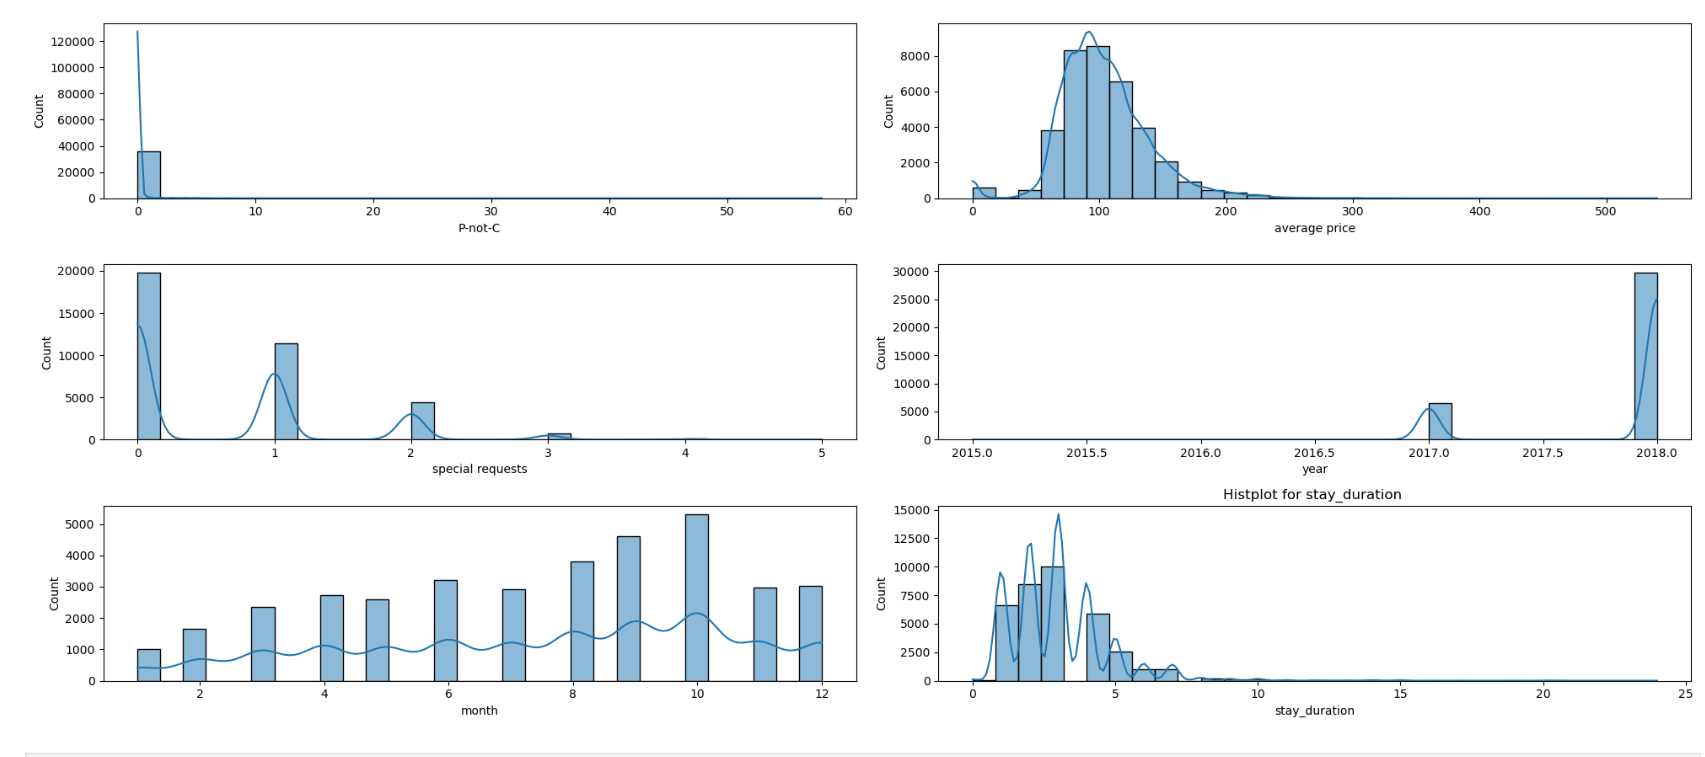 120000
100000
80000
60000
40000
20000
0
Count
0 10 20 30 40 50 60
P-not-C
8000
6000
4000
2000
0
Count
0 100 200 300 400 500
average price
20000
15000
10000
5000
0
Count
0 1 2 3 4 5
special requests
30000
25000
20000
15000
10000
5000
0
Count
2015.0 2015.5 2016.0 2016.5 2017.0 2017.5 2018.0
year
5000
4000
3000
2000
1000
0
Count
2 4 6 8 10 12
month
Histplot for stay_duration
15000
12500
10000
7500
5000
2500
0
Count
0 5 10 15 20 25
stay_duration